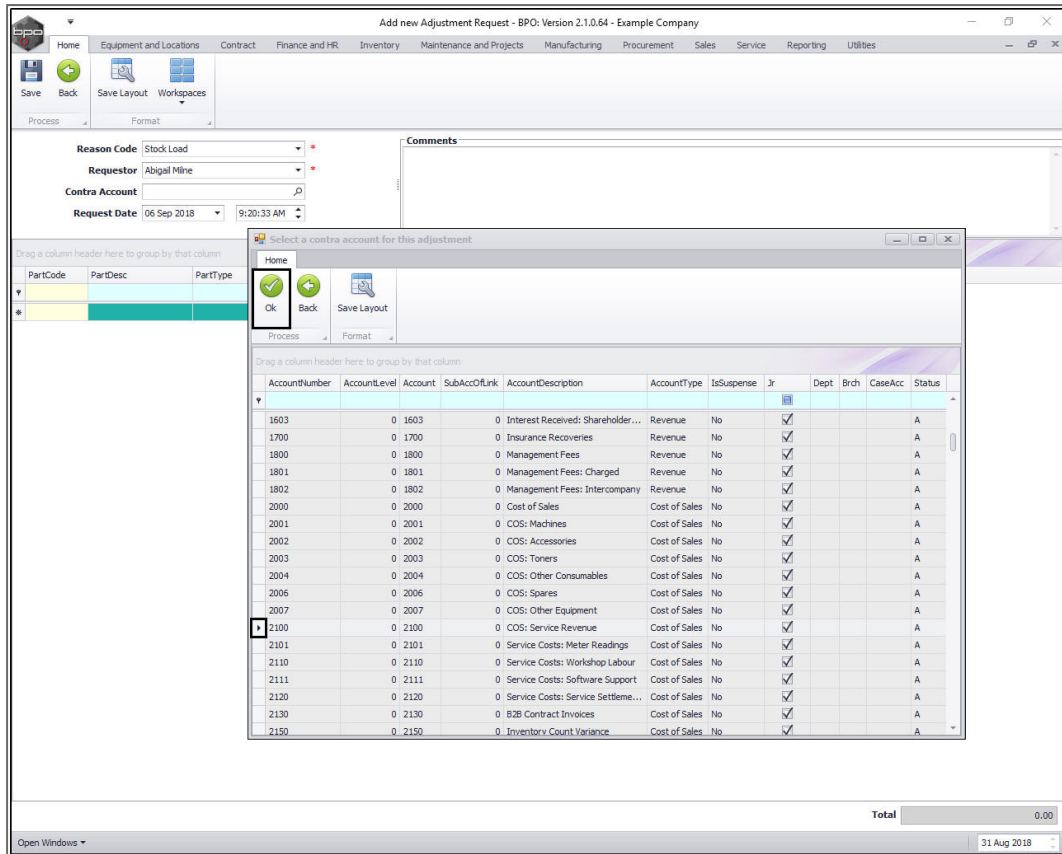 Add new Adjustment Request - BPO: Version 2.1.0.64 - Example Company
bpo
Home Equipment and Locations Contract Finance and HR Inventory Maintenance and Projects Manufacturing Procurement Sales Service Reporting Utilities
Save Back Save Layout Workspaces
Process Format
Reason Code Stock Load *
Requestor Abigail Milne *
Contra Account
Request Date 06 Sep 2018 9:20:33 AM
Comments
Drag a column header here to group by that column
PartCode PartDesc PartType
Select a contra account for this adjustment
Home
Ok Back Save Layout
Process Format
Drag a column header here to group by that column
AccountNumber AccountLevel Account SubAccOfLink AccountDescription AccountType IsSuspense Jr Dept Brch CaseAcc Status
1603 0 1603 0 Interest Received: Shareholder... Revenue No A
1700 0 1700 0 Insurance Recoveries Revenue No A
1800 0 1800 0 Management Fees Revenue No A
1801 0 1801 0 Management Fees: Charged Revenue No A
1802 0 1802 0 Management Fees: Intercompany Revenue No A
2000 0 2000 0 Cost of Sales Cost of Sales No A
2001 0 2001 0 COS: Machines Cost of Sales No A
2002 0 2002 0 COS: Accessories Cost of Sales No A
2003 0 2003 0 COS: Toners Cost of Sales No A
2004 0 2004 0 COS: Other Consumables Cost of Sales No A
2006 0 2006 0 COS: Spares Cost of Sales No A
2007 0 2007 0 COS: Other Equipment Cost of Sales No A
2100 0 2100 0 COS: Service Revenue Cost of Sales No A
2101 0 2101 0 Service Costs: Meter Readings Cost of Sales No A
2110 0 2110 0 Service Costs: Workshop Labour Cost of Sales No A
2111 0 2111 0 Service Costs: Software Support Cost of Sales No A
2120 0 2120 0 Service Costs: Service Settleme... Cost of Sales No A
2130 0 2130 0 B2B Contract Invoices Cost of Sales No A
2150 0 2150 0 Inventory Count Variance Cost of Sales No A
Total 0.00
Open Windows 31 Aug 2018